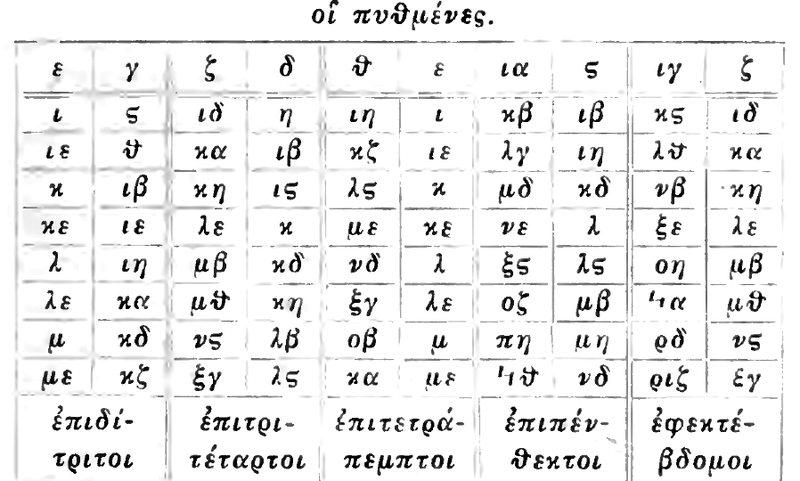 οἱ πυθμένες.
ε γ ζ δ ϑ ε ια ϛ ιγ ζ
ι ϛ ιδ η ιη ι κβ ιβ κϛ ιδ
ιε ϑ κα ιβ κζ ιε λγ ιη λϑ κα
κ ιβ κη ιϛ λϛ κ μδ κδ νβ κη
κε ιε λε κ με κε νε λ ξε λε
λ ιη μβ κδ νδ λ ξϛ λϛ οη μβ
λε κα μϑ κη ξγ λε οζ μβ ϟα μϑ
μ κδ νϛ λβ οβ μ πη μη ρδ νϛ
με κζ ξγ λϛ κα με ϟϑ νδ ριζ ξγ
ἐπιδί- ἐπιτρι- ἐπιτετρά- ἐπιπέν- ἐφεκτέ-
τριτοι τέταρτοι πεμπτοι ϑεκτοι βδομοι